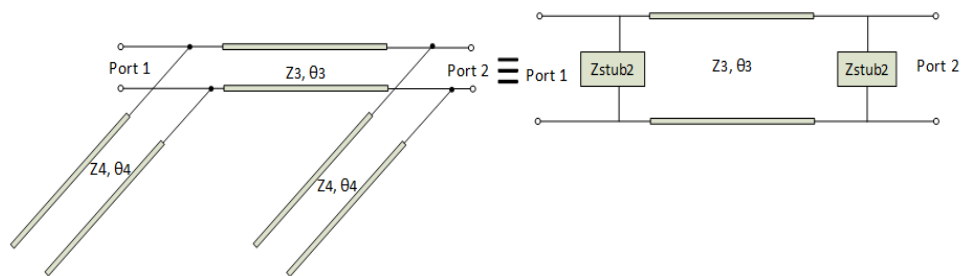 Port 1
Z3, θ3
Port 2
Z4, θ4
Z4, θ4
Port 1
Zstub2
Z3, θ3
Zstub2
Port 2